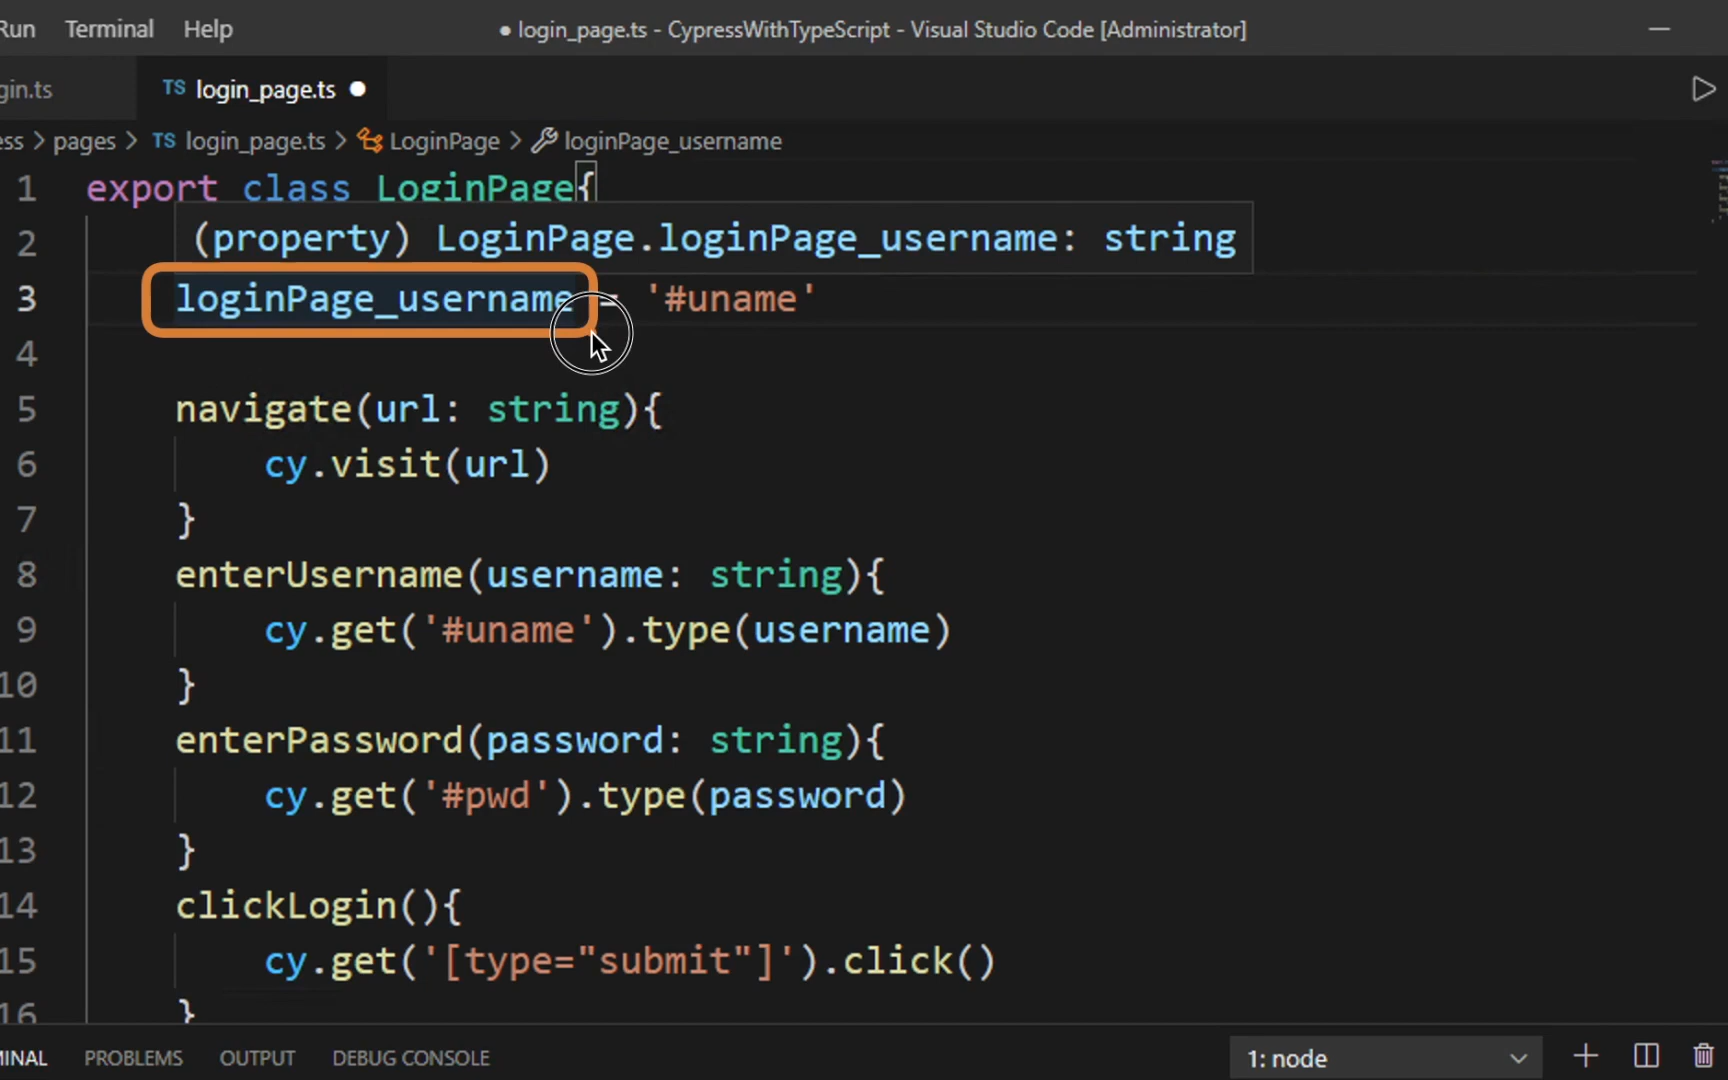 Run Terminal Help ● login_page.ts - CypressWithTypeScript - Visual Studio Code [Administrator]
gin.ts TS login_page.ts ●
ess > pages > TS login_page.ts > LoginPage > loginPage_username
1 export class LoginPage{
2 (property) LoginPage.loginPage_username: string
3 loginPage_username = '#uname'
4
5 navigate(url: string){
6 cy.visit(url)
7 }
8 enterUsername(username: string){
9 cy.get('#uname').type(username)
10 }
11 enterPassword(password: string){
12 cy.get('#pwd').type(password)
13 }
14 clickLogin(){
15 cy.get('[type="submit"]').click()
16 }
MINAL PROBLEMS OUTPUT DEBUG CONSOLE 1: node